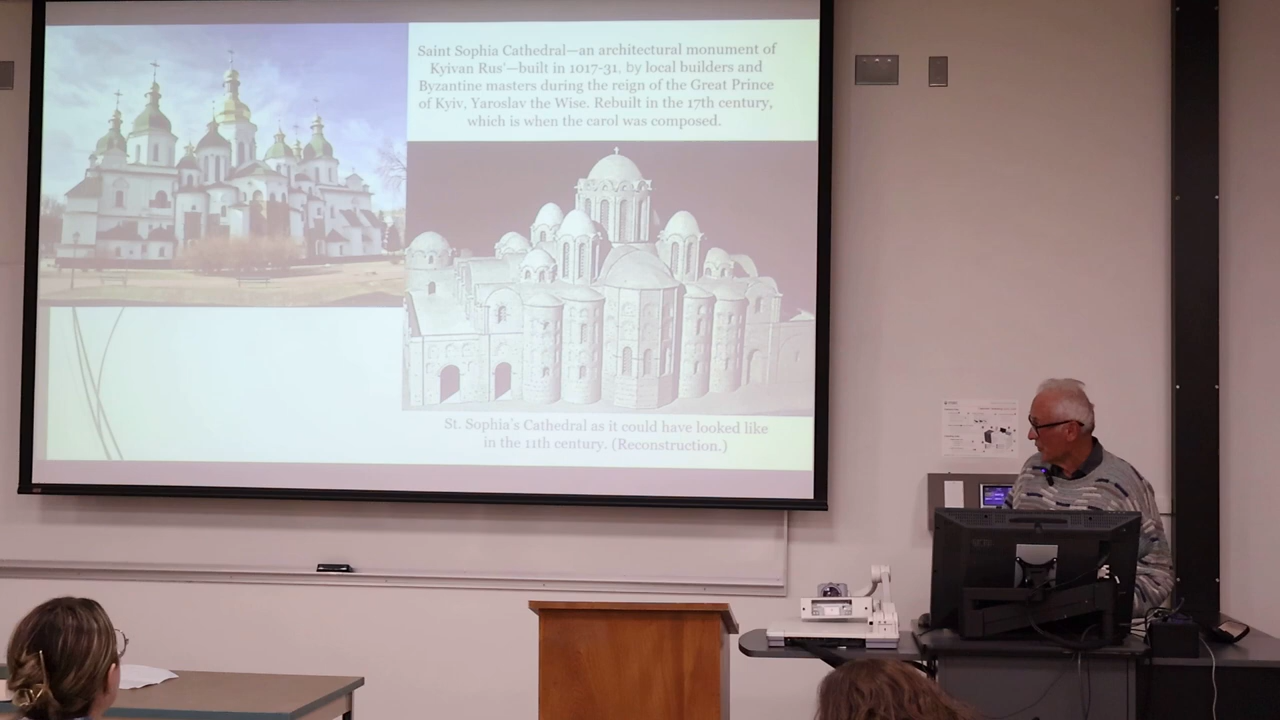 Saint Sophia Cathedral—an architectural monument of
Kyivan Rus'—built in 1017-31, by local builders and
Byzantine masters during the reign of the Great Prince
of Kyiv, Yaroslav the Wise. Rebuilt in the 17th century,
which is when the carol was composed.
St. Sophia's Cathedral as it could have looked like
in the 11th century. (Reconstruction.)